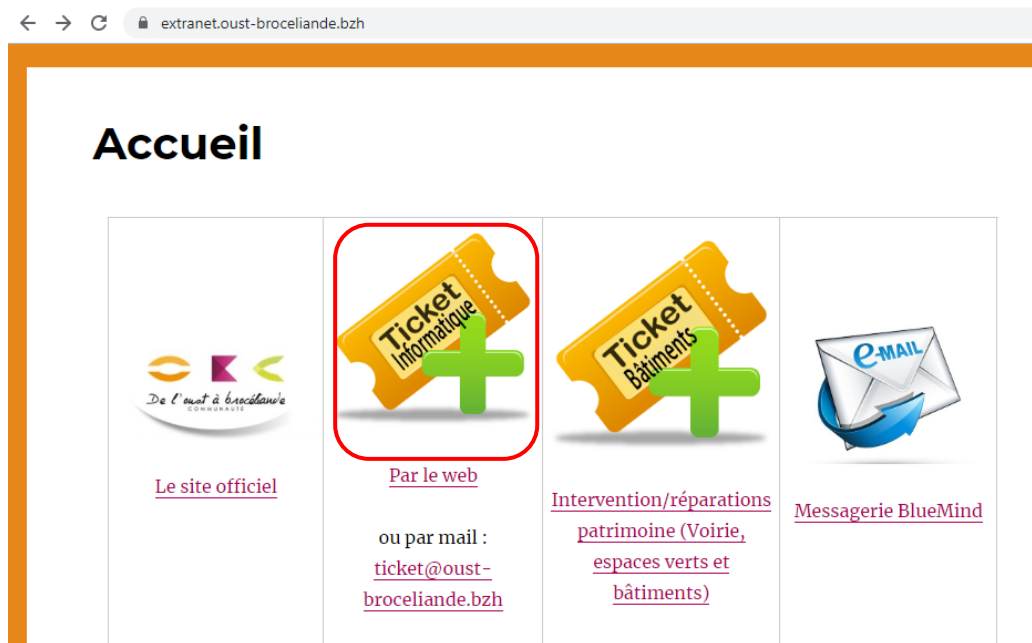 extranet.oust-broceliande.bzh
Accueil
De l'oust à brocéliande
COMMUNAUTÉ
Le site officiel
Ticket
Informatique
Par le web
ou par mail :
ticket@oust-
broceliande.bzh
Ticket
Bâtiments
Intervention/réparations
patrimoine (Voirie,
espaces verts et
bâtiments)
e-MAIL
Messagerie BlueMind